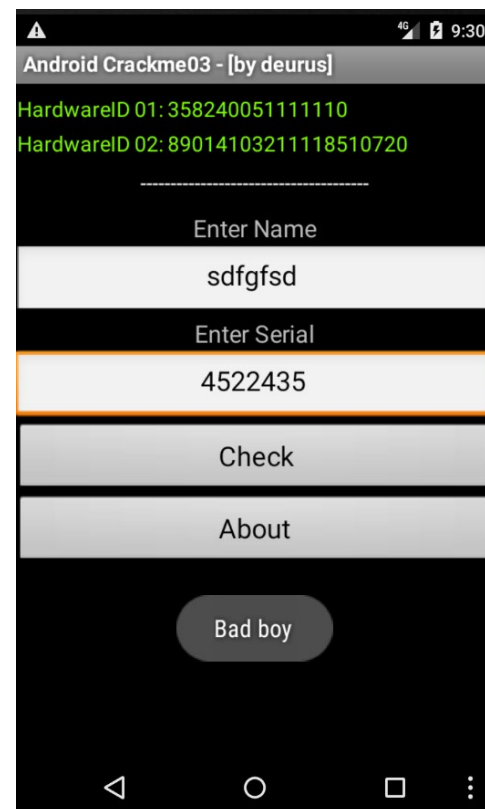 4G 9:30
Android Crackme03 - [by deurus]
HardwareID 01: 358240051111110
HardwareID 02: 89014103211118510720
--------------------------------------
Enter Name
sdfgfsd
Enter Serial
4522435
Check
About
Bad boy